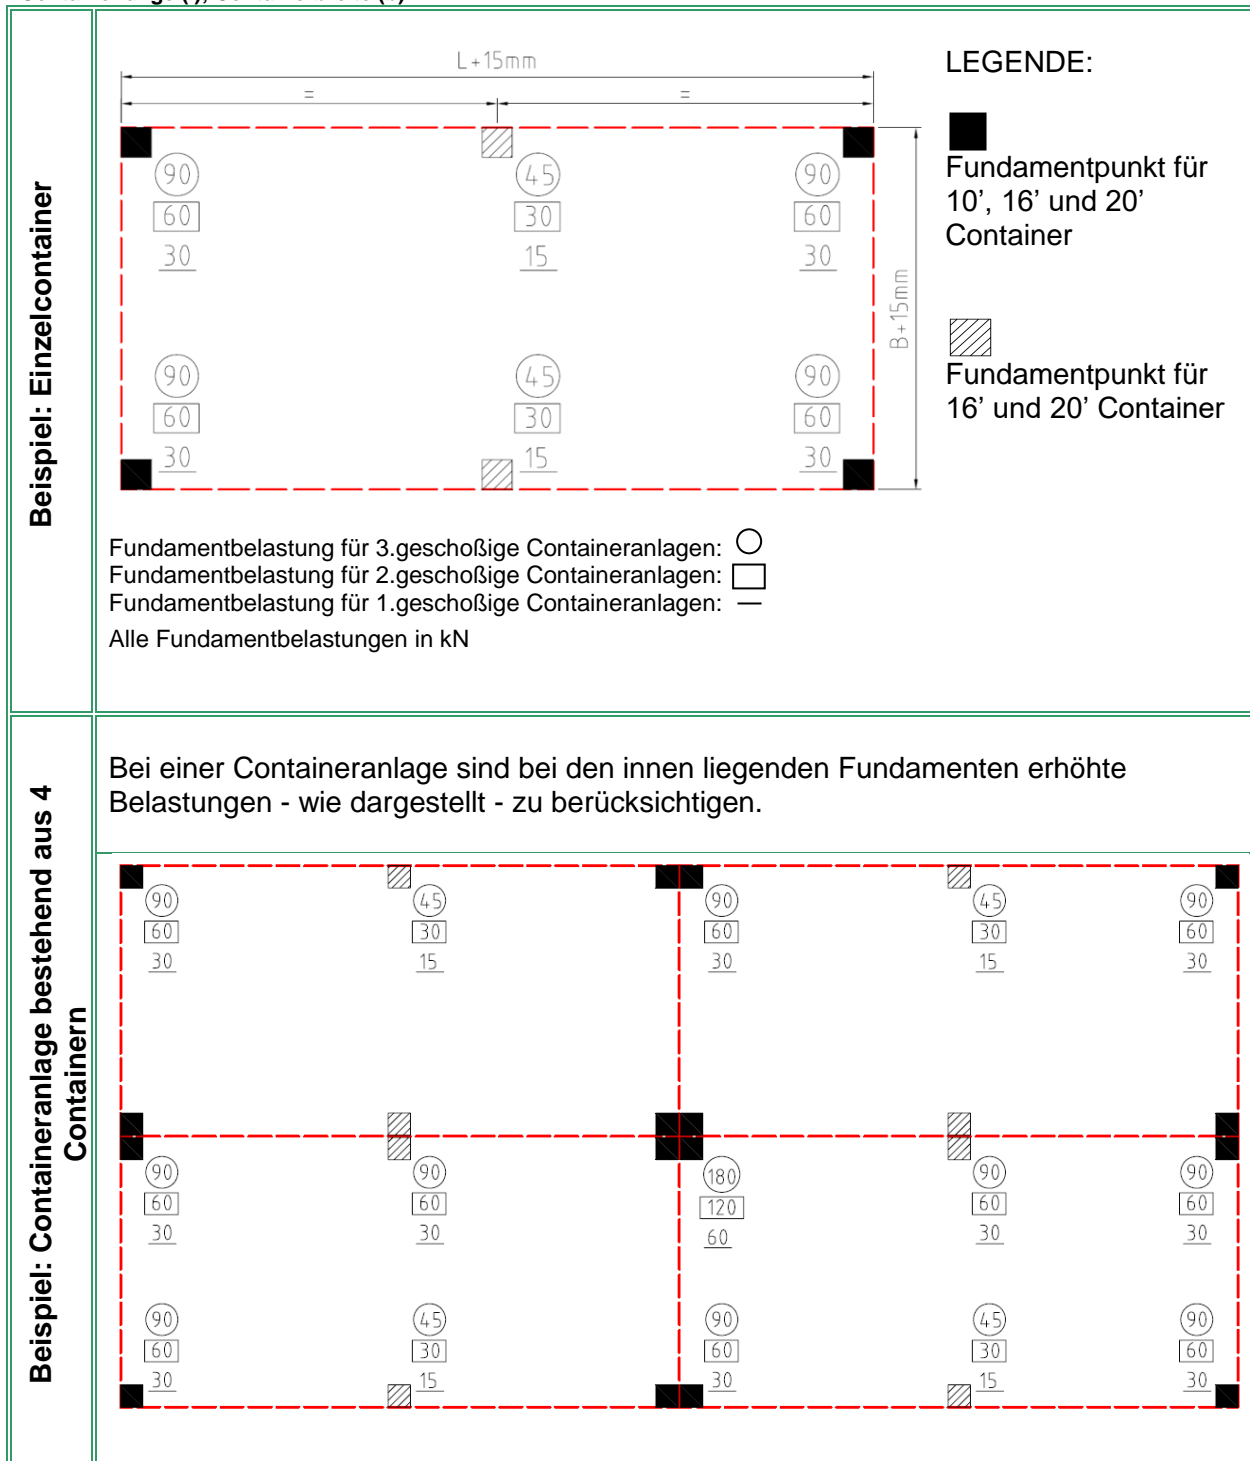 Beispiel: Einzelcontainer
L+15mm
= =
90 45 90
60 30 60
30 15 30
B+15mm
90 45 90
60 30 60
30 15 30
LEGENDE:
Fundamentpunkt für
10’, 16’ und 20’
Container
Fundamentpunkt für
16’ und 20’ Container
Fundamentbelastung für 3.geschoßige Containeranlagen:
Fundamentbelastung für 2.geschoßige Containeranlagen:
Fundamentbelastung für 1.geschoßige Containeranlagen:
Alle Fundamentbelastungen in kN
Beispiel: Containeranlage bestehend aus 4
Containern
Bei einer Containeranlage sind bei den innen liegenden Fundamenten erhöhte
Belastungen - wie dargestellt - zu berücksichtigen.
90 45 90 45 90
60 30 60 30 60
30 15 30 15 30
90 90 180 90 90
60 60 120 60 60
30 30 60 30 30
90 45 90 45 90
60 30 60 30 60
30 15 30 15 30